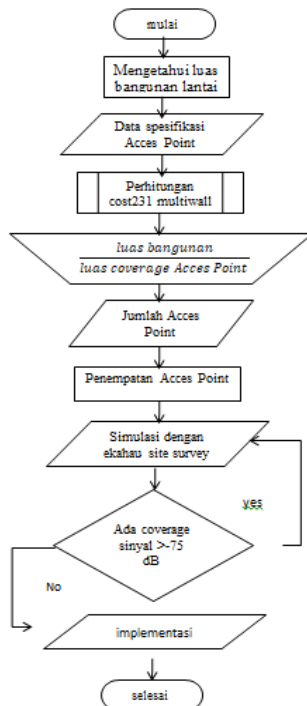 mulai
Mengetahui luas
bangunan lantai
Data spesifikasi
Acces Point
Perhitungan
cost231 multiwall
luas bangunan
luas coverage Acces Point
Jumlah Acces
Point
Penempatan Acces Point
Simulasi dengan
ekahau site survey
yes
Ada coverage
sinyal >-75
dB
No
implementasi
selesai